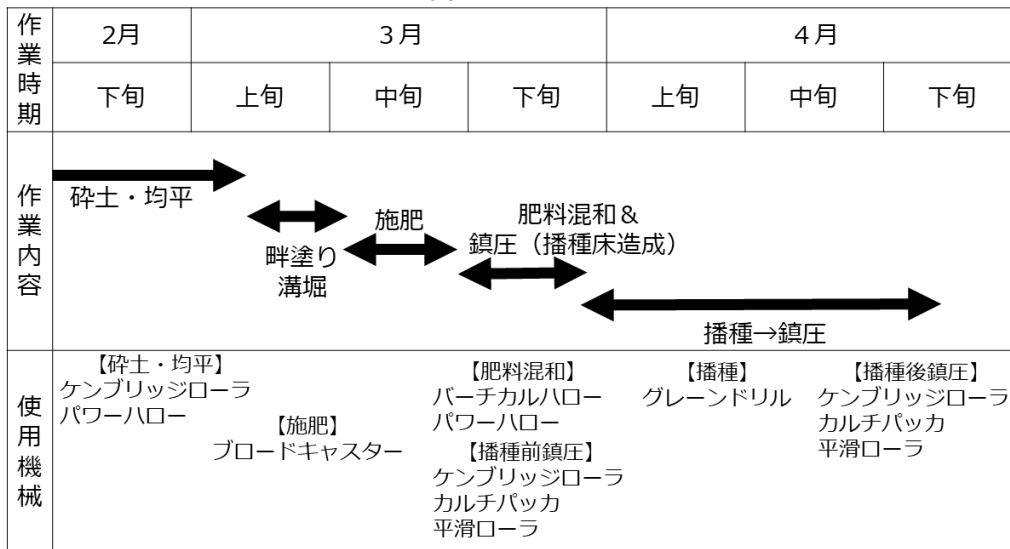 作業時期
2月
3月
4月
下旬
上旬
中旬
下旬
上旬
中旬
下旬
作業内容
砕土・均平
畔塗り
溝堀
施肥
肥料混和＆
鎮圧（播種床造成）
播種→鎮圧
使用機械
【砕土・均平】
ケンブリッジローラ
パワーハロー
【施肥】
ブロードキャスター
【肥料混和】
バーチカルハロー
パワーハロー
【播種前鎮圧】
ケンブリッジローラ
カルチパッカ
平滑ローラ
【播種】
グレーンドリル
【播種後鎮圧】
ケンブリッジローラ
カルチパッカ
平滑ローラ